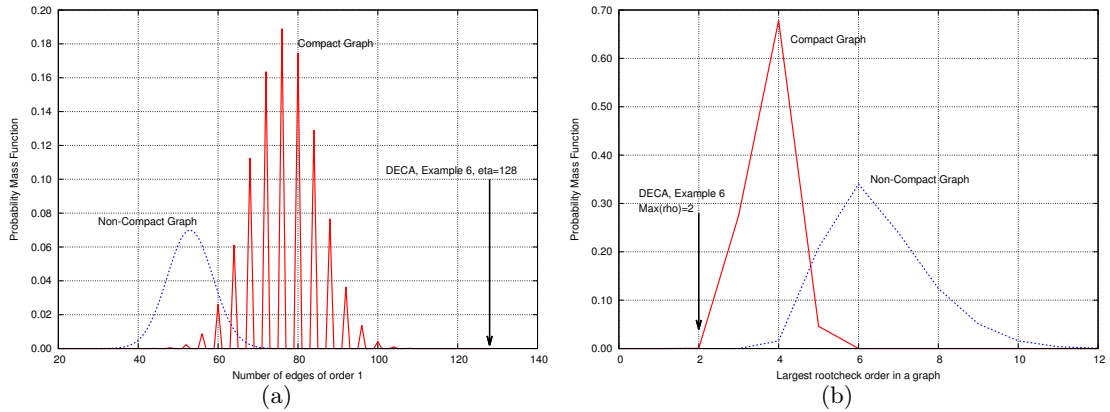 0.20
0.18
0.16
0.14
0.12
0.10
0.08
0.06
0.04
0.02
0.00
Probability Mass Function
Compact Graph
DECA, Example 6, eta=128
Non-Compact Graph
20 40 60 80 100 120 140
Number of edges of order 1
(a)
0.70
0.60
0.50
0.40
0.30
0.20
0.10
0.00
Probability Mass Function
Compact Graph
Non-Compact Graph
DECA, Example 6
Max(rho)=2
0 2 4 6 8 10 12
Largest rootcheck order in a graph
(b)